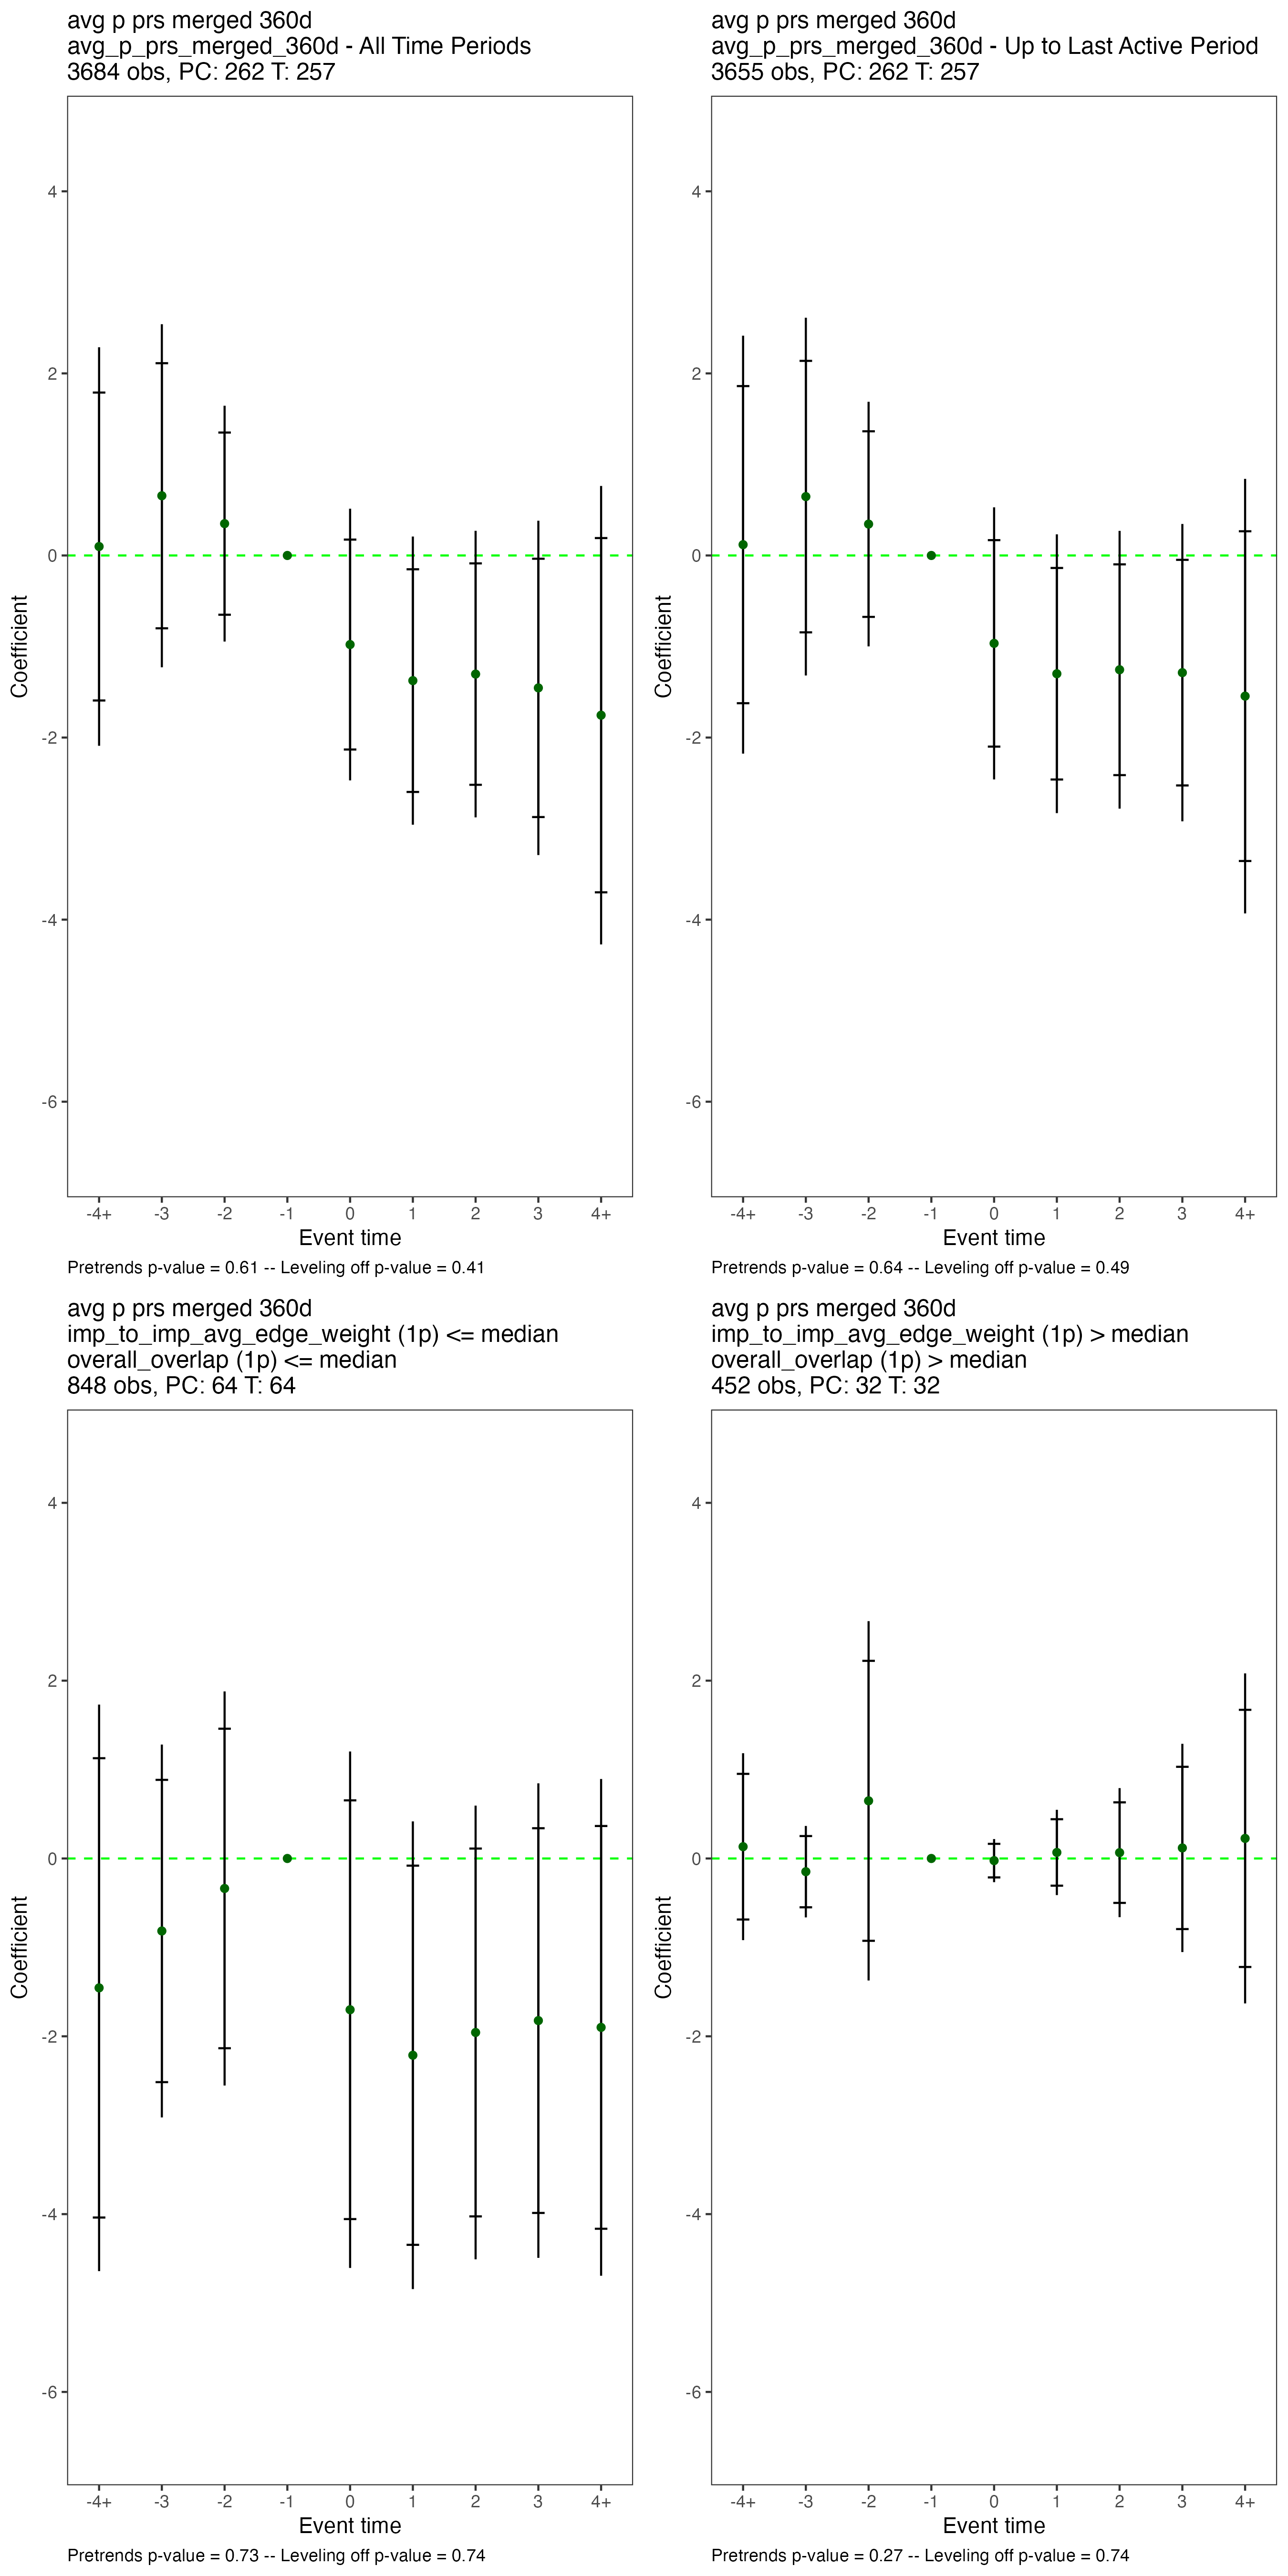 avg p prs merged 360d
avg_p_prs_merged_360d - All Time Periods
3684 obs, PC: 262 T: 257
4
2
0
-2
-4
-6
Coefficient
-4+ -3 -2 -1 0 1 2 3 4+
Event time
Pretrends p-value = 0.61 -- Leveling off p-value = 0.41
avg p prs merged 360d
avg_p_prs_merged_360d - Up to Last Active Period
3655 obs, PC: 262 T: 257
4
2
0
-2
-4
-6
Coefficient
-4+ -3 -2 -1 0 1 2 3 4+
Event time
Pretrends p-value = 0.64 -- Leveling off p-value = 0.49
avg p prs merged 360d
imp_to_imp_avg_edge_weight (1p) <= median
overall_overlap (1p) <= median
848 obs, PC: 64 T: 64
4
2
0
-2
-4
-6
Coefficient
-4+ -3 -2 -1 0 1 2 3 4+
Event time
Pretrends p-value = 0.73 -- Leveling off p-value = 0.74
avg p prs merged 360d
imp_to_imp_avg_edge_weight (1p) > median
overall_overlap (1p) > median
452 obs, PC: 32 T: 32
4
2
0
-2
-4
-6
Coefficient
-4+ -3 -2 -1 0 1 2 3 4+
Event time
Pretrends p-value = 0.27 -- Leveling off p-value = 0.74